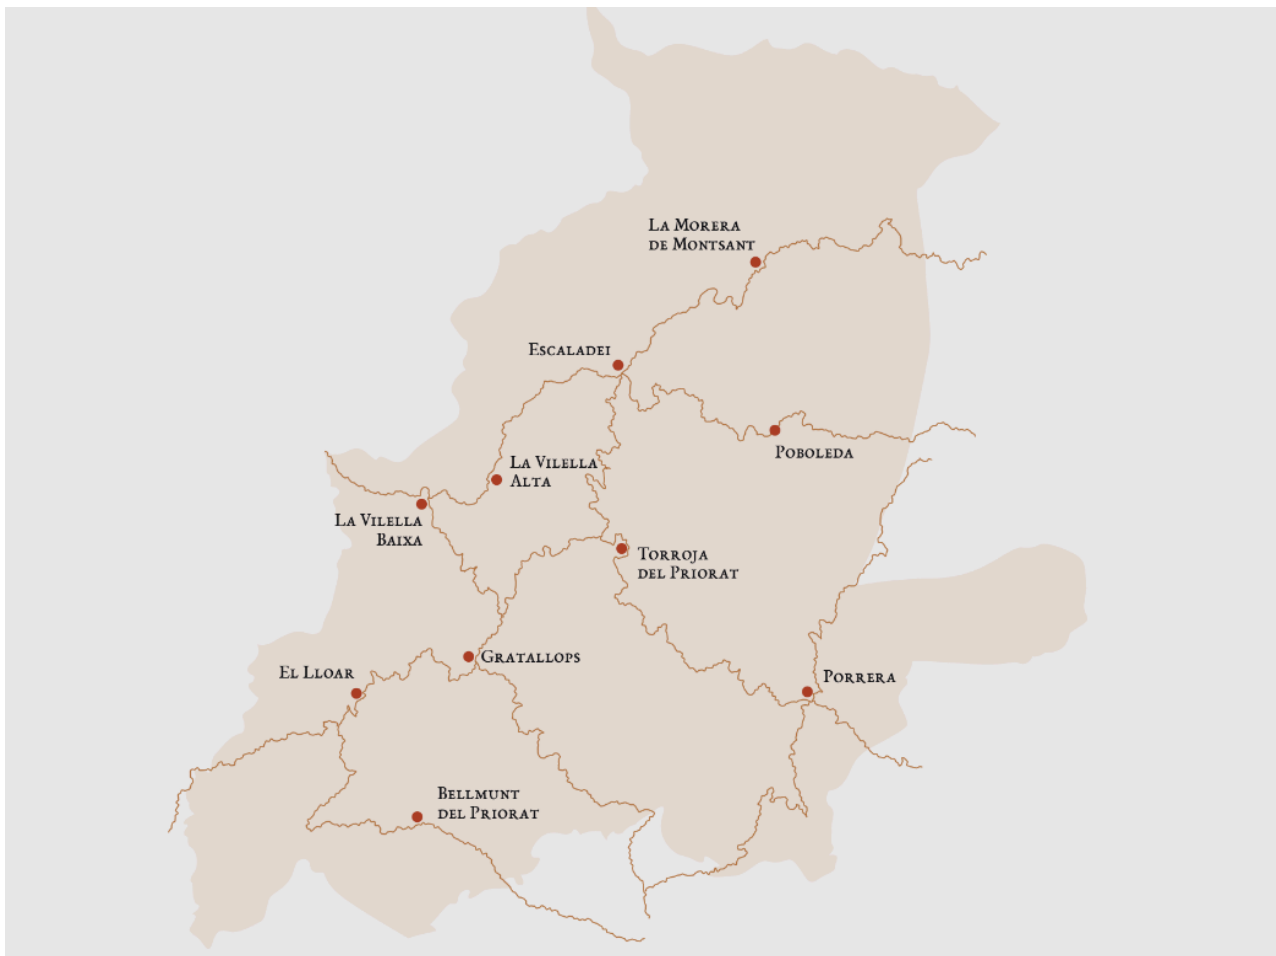 La Morera
de Montsant
Escaladei
Poboleda
La Vilella
Alta
La Vilella
Baixa
Torroja
del Priorat
Gratallops
El Lloar
Porrera
Bellmunt
del Priorat